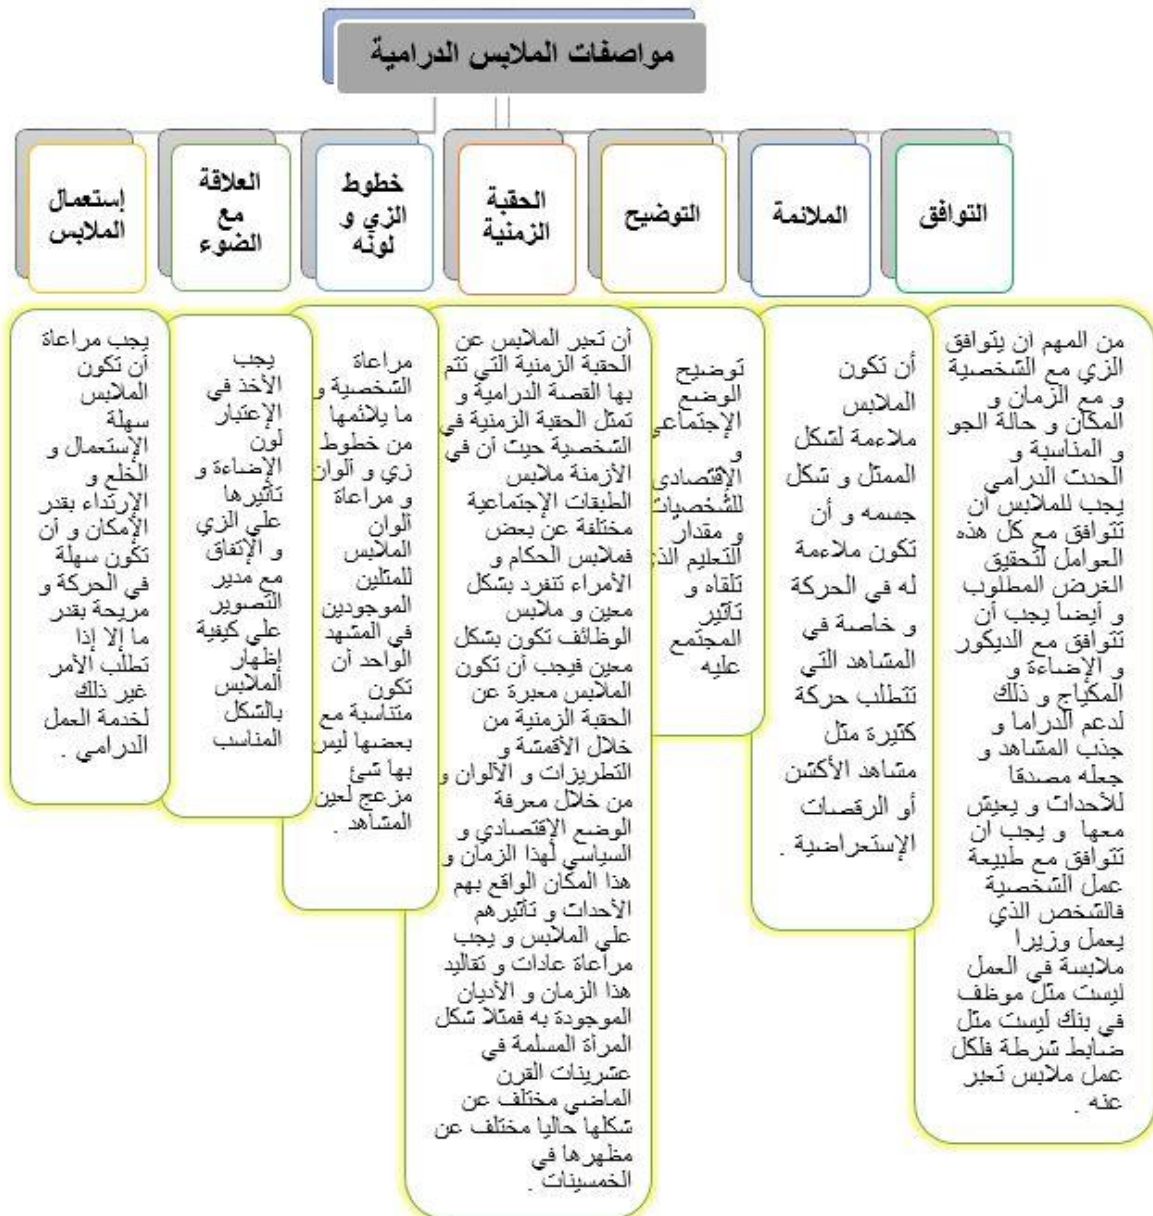 مواصفات الملابس الدرامية
التوافق
الملائمة
التوضيح
الحقبة
الزمنية
خطوط
الزي و
لونه
العلاقة
مع
الضوء
إستعمال
الملابس
من المهم أن يتوافق
الزي مع الشخصية
و مع الزمان و
المكان و حالة الجو
و المناسبة و
الحدث الدرامي
يجب للملابس أن
تتوافق مع كل هذه
العوامل لتحقيق
الغرض المطلوب
و أيضا يجب أن
تتوافق مع الديكور
و الإضاءة و
المكياج و ذلك
لدعم الدراما و
جذب المشاهد و
جعله مصدقا
للأحداث و يعيش
معها و يجب ان
تتوافق مع طبيعة
عمل الشخصية
فالشخص الذي
يعمل وزيرا
ملابسة في العمل
ليست مثل موظف
في بنك ليست مثل
ضابط شرطة فلكل
عمل ملابس تعبر
عنه .
أن تكون
الملابس
ملاءمة لشكل
الممثل و شكل
جسمه و أن
تكون ملاءمة
له في الحركة
و خاصة في
المشاهد التي
تتطلب حركة
كثيرة مثل
مشاهد الأكشن
أو الرقصات
الإستعراضية .
توضيح
الوضع
الإجتماعي
و
الإقتصادي
للشخصيات
و مقدار
التعليم الذ
تلقاه و
تأثير
المجتمع
عليه
أن تعبر الملابس عن
الحقبة الزمنية التي تتم
بها القصة الدرامية و
تمثل الحقبة الزمنية في
الشخصية حيث أن في
الأزمنة ملابس
الطبقات الإجتماعية
مختلفة عن بعض
فملابس الحكام و
الأمراء تنفرد بشكل
معين و ملابس
الوظائف تكون بشكل
معين فيجب أن تكون
الملابس معبرة عن
الحقبة الزمنية من
خلال الأقمشة و
التطريزات و الألوان و
من خلال معرفة
الوضع الإقتصادي و
السياسي لهذا الزمان و
هذا المكان الواقع بهم
الأحداث و تأثيرهم
على الملابس و يجب
مراعاة عادات و تقاليد
هذا الزمان و الأديان
الموجودة به فمثلا شكل
المرأة المسلمة في
عشرينات القرن
الماضي مختلف عن
شكلها حاليا مختلف عن
مظهرها في
الخمسينات .
مراعاة
الشخصية و
ما يلائمها
من خطوط
زي و ألوان
و مراعاة
ألوان
الملابس
للمثلين
الموجودين
في المشهد
الواحد أن
تكون
متناسبة مع
بعضها ليس
بها شئ
مزعج لعين
المشاهد .
يجب
الأخذ في
الإعتبار
لون
الإضاءة و
تأثيرها
على الزي
و الإتفاق
مع مدير
التصوير
على كيفية
إظهار
الملابس
بالشكل
المناسب
يجب مراعاة
أن تكون
الملابس
سهلة
الإستعمال و
الخلع و
الإرتداء بقدر
الإمكان و أن
تكون سهلة
في الحركة و
مريحة بقدر
ما إلا إذا
تطلب الأمر
غير ذلك
لخدمة العمل
الدرامي .